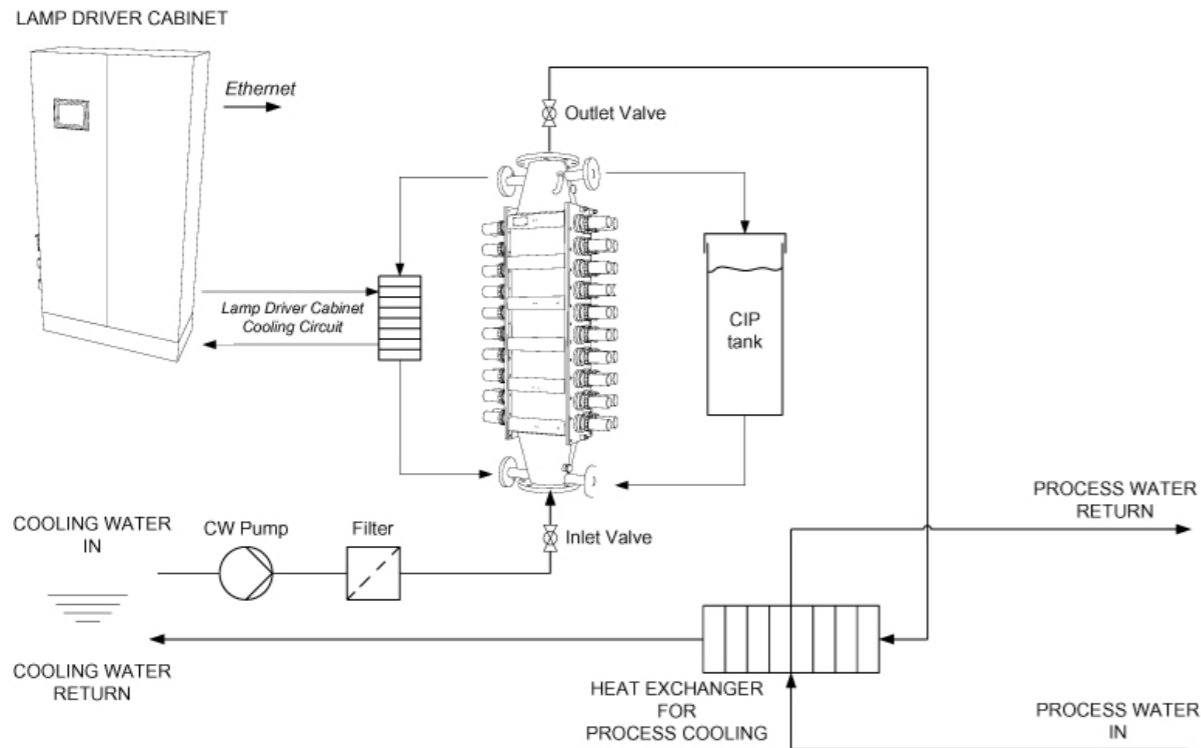 LAMP DRIVER CABINET
Ethernet
Outlet Valve
Lamp Driver Cabinet
Cooling Circuit
CIP
tank
COOLING WATER
IN
CW Pump
Filter
Inlet Valve
PROCESS WATER
RETURN
COOLING WATER
RETURN
HEAT EXCHANGER
FOR
PROCESS COOLING
PROCESS WATER
IN